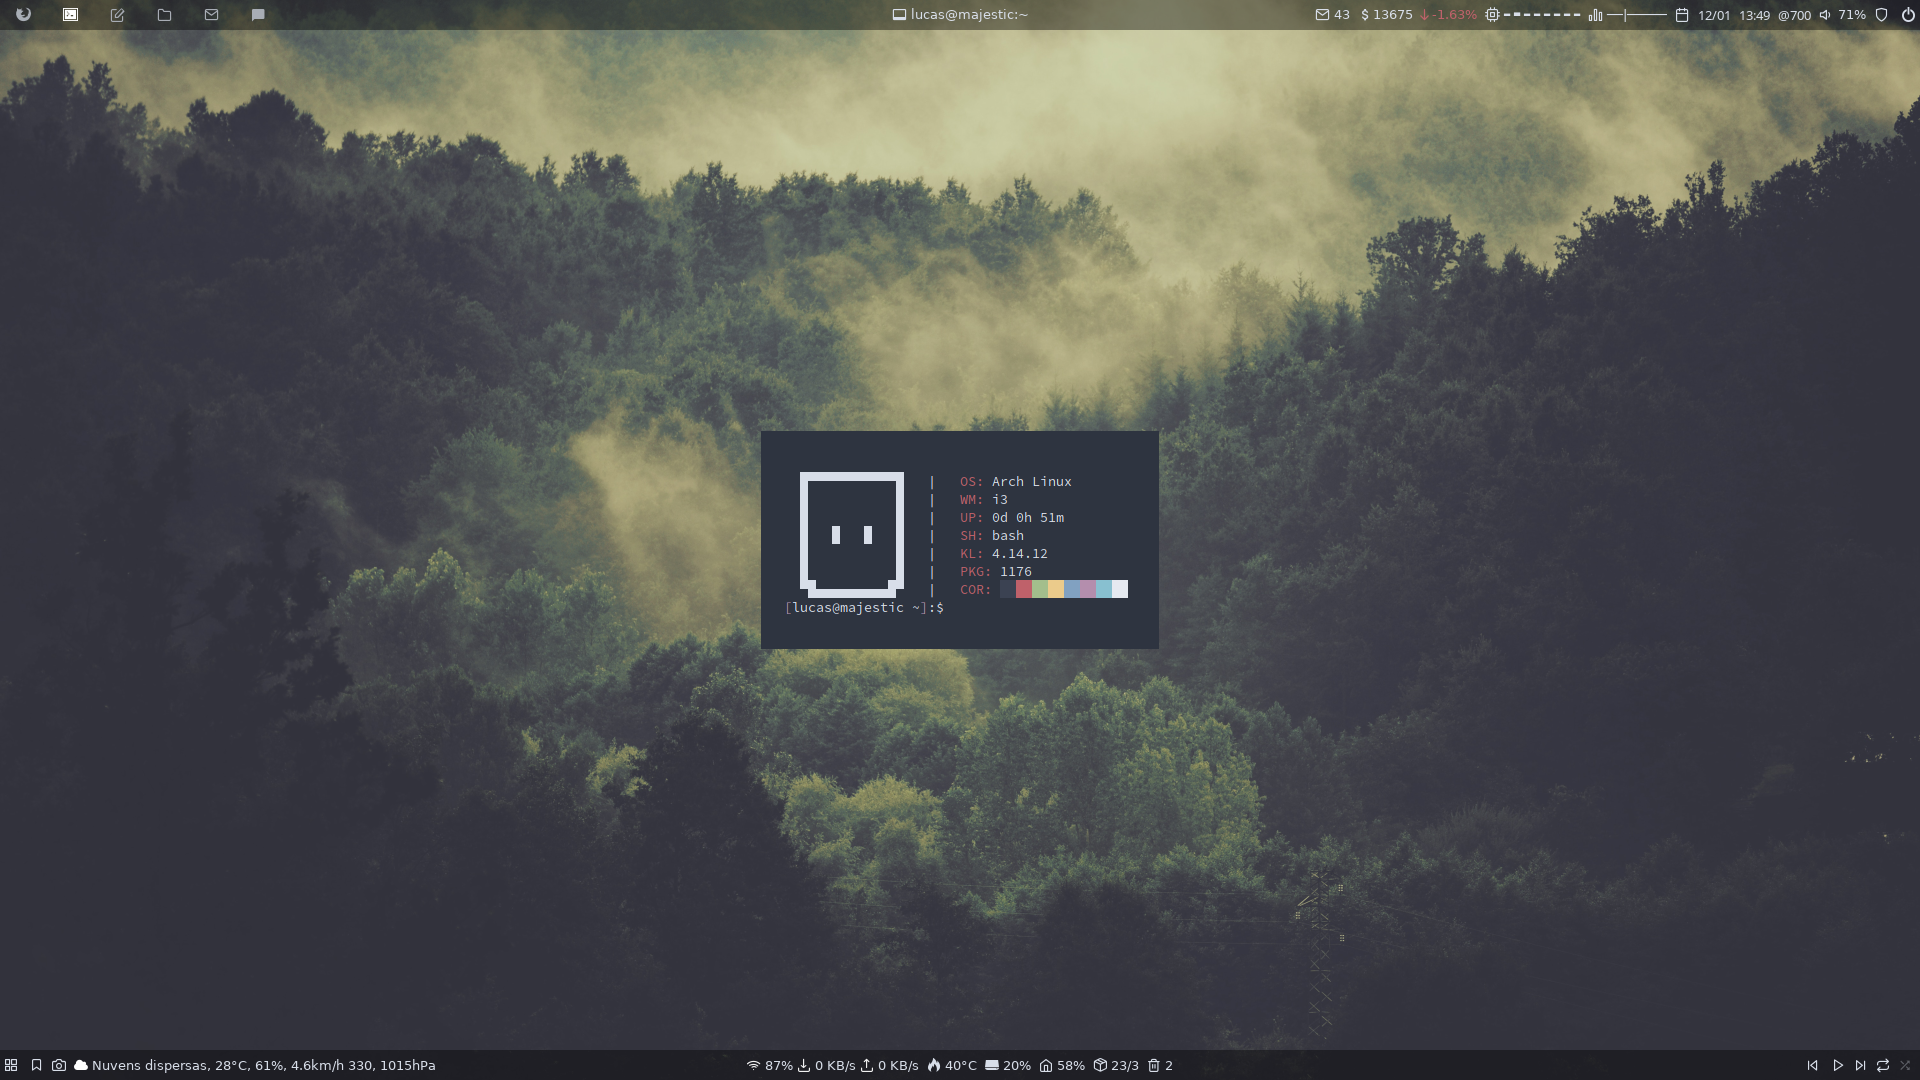 lucas@majestic:~
43 $ 13675 -1.63% 12/01 13:49 @700 71%
OS: Arch Linux
WM: i3
UP: 0d 0h 51m
SH: bash
KL: 4.14.12
PKG: 1176
COR:
[lucas@majestic ~]:$
Nuvens dispersas, 28°C, 61%, 4.6km/h 330, 1015hPa
87% 0 KB/s 0 KB/s 40°C 20% 58% 23/3 2